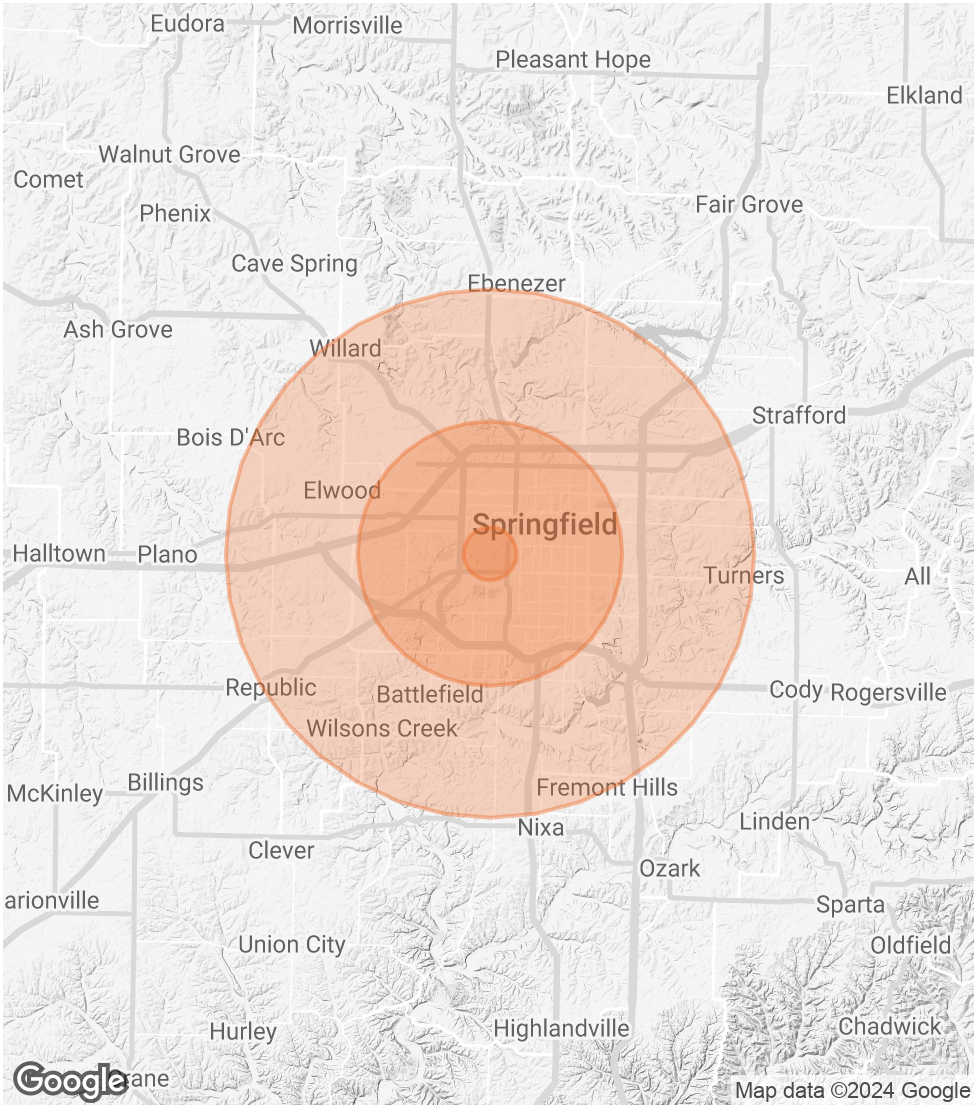 Eudora
Morrisville
Pleasant Hope
Elkland
Walnut Grove
Comet
Phenix
Fair Grove
Cave Spring
Ebenezer
Ash Grove
Willard
Strafford
Bois D'Arc
Elwood
Springfield
Halltown
Plano
Turners
All
Republic
Battlefield
Cody
Rogersville
Wilsons Creek
Billings
McKinley
Fremont Hills
Nixa
Linden
Clever
Ozark
arionville
Sparta
Union City
Oldfield
Hurley
Highlandville
Chadwick
Google
rane
Map data ©2024 Google